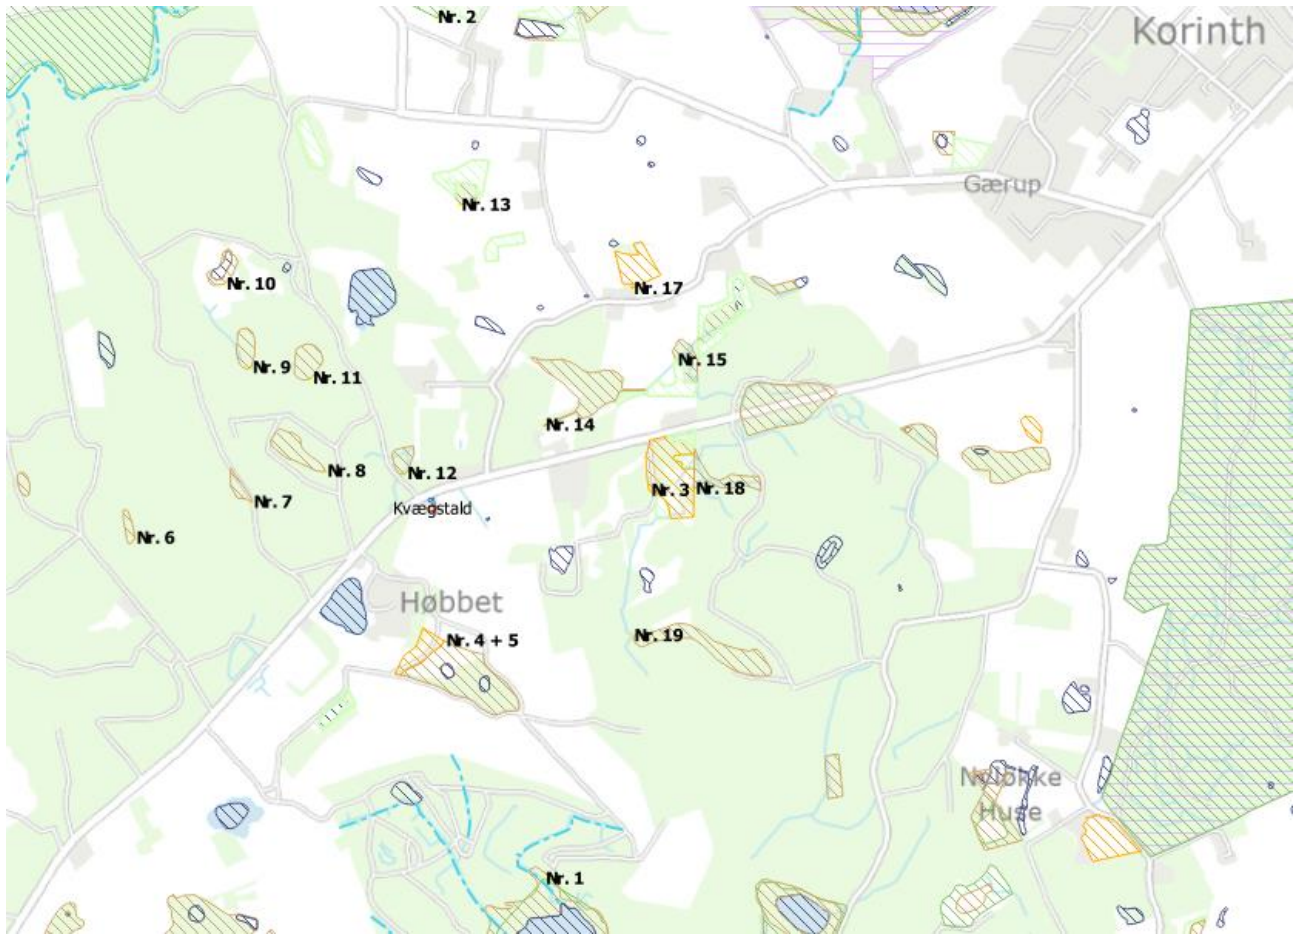 Nr. 2
Korinth
Gærup
Nr. 13
Nr. 10
Nr. 17
Nr. 9
Nr. 11
Nr. 15
Nr. 14
Nr. 8
Nr. 12
Nr. 7
Kvægstald
Nr. 3
Nr. 18
Nr. 6
Høbbet
Nr. 4 + 5
Nr. 19
Huse
Nr. 1